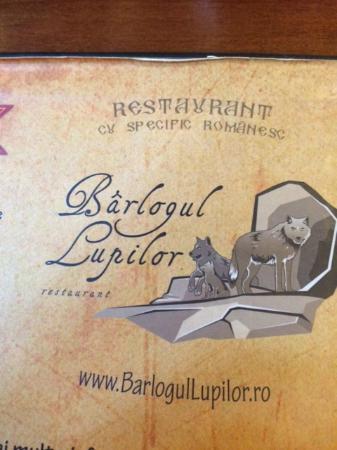 RESTAURANT
CU SPECIFIC ROMÂNESC
Bârlogul
Lupilor
restaurant
www.BarlogulLupilor.ro